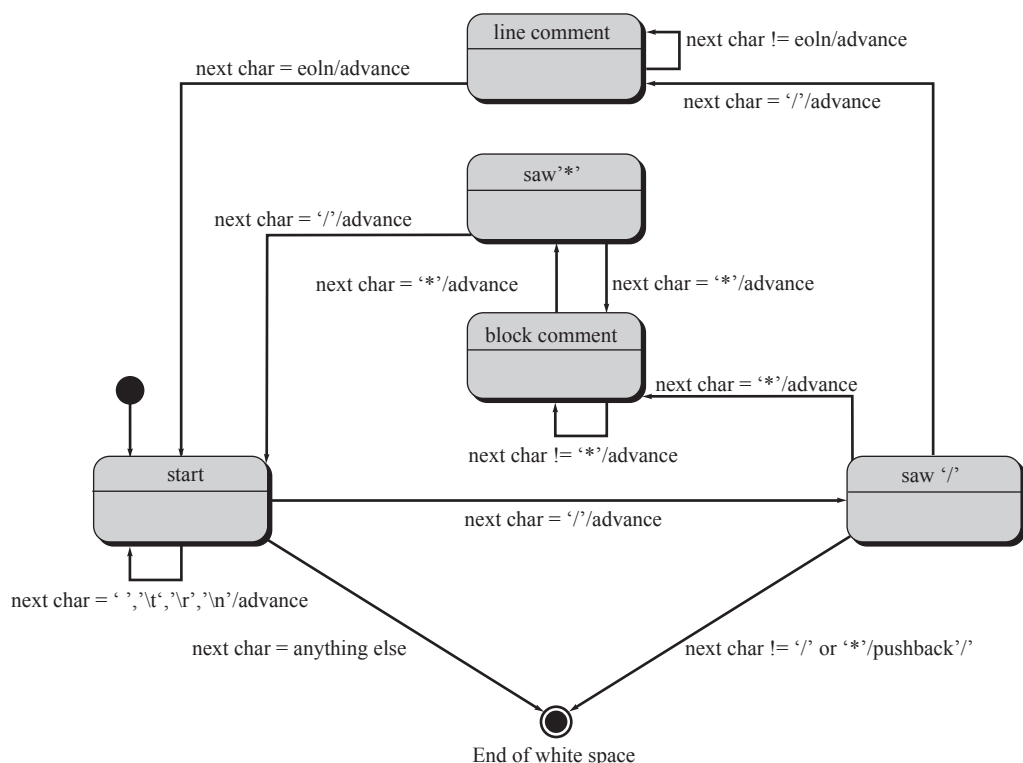 line comment
next char != eoln/advance
next char = eoln/advance
next char = ‘/’/advance
saw’*’
next char = ‘/’/advance
next char = ‘*’/advance
next char = ‘*’/advance
block comment
next char = ‘*’/advance
next char != ‘*’/advance
start
saw ‘/’
next char = ‘/’/advance
next char = ‘ ’,’\t‘,’\r’,’\n’/advance
next char = anything else
next char != ‘/’ or ‘*’/pushback’/’
End of white space